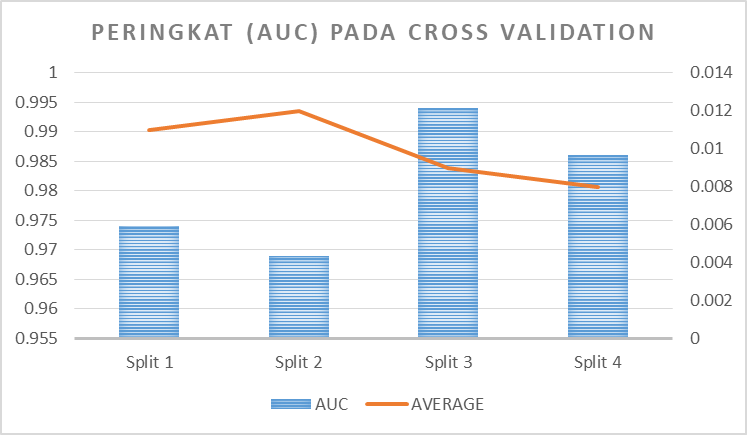 PERINGKAT (AUC) PADA CROSS VALIDATION
1
0.995
0.99
0.985
0.98
0.975
0.97
0.965
0.96
0.955
0.014
0.012
0.01
0.008
0.006
0.004
0.002
0
Split 1
Split 2
Split 3
Split 4
AUC
AVERAGE